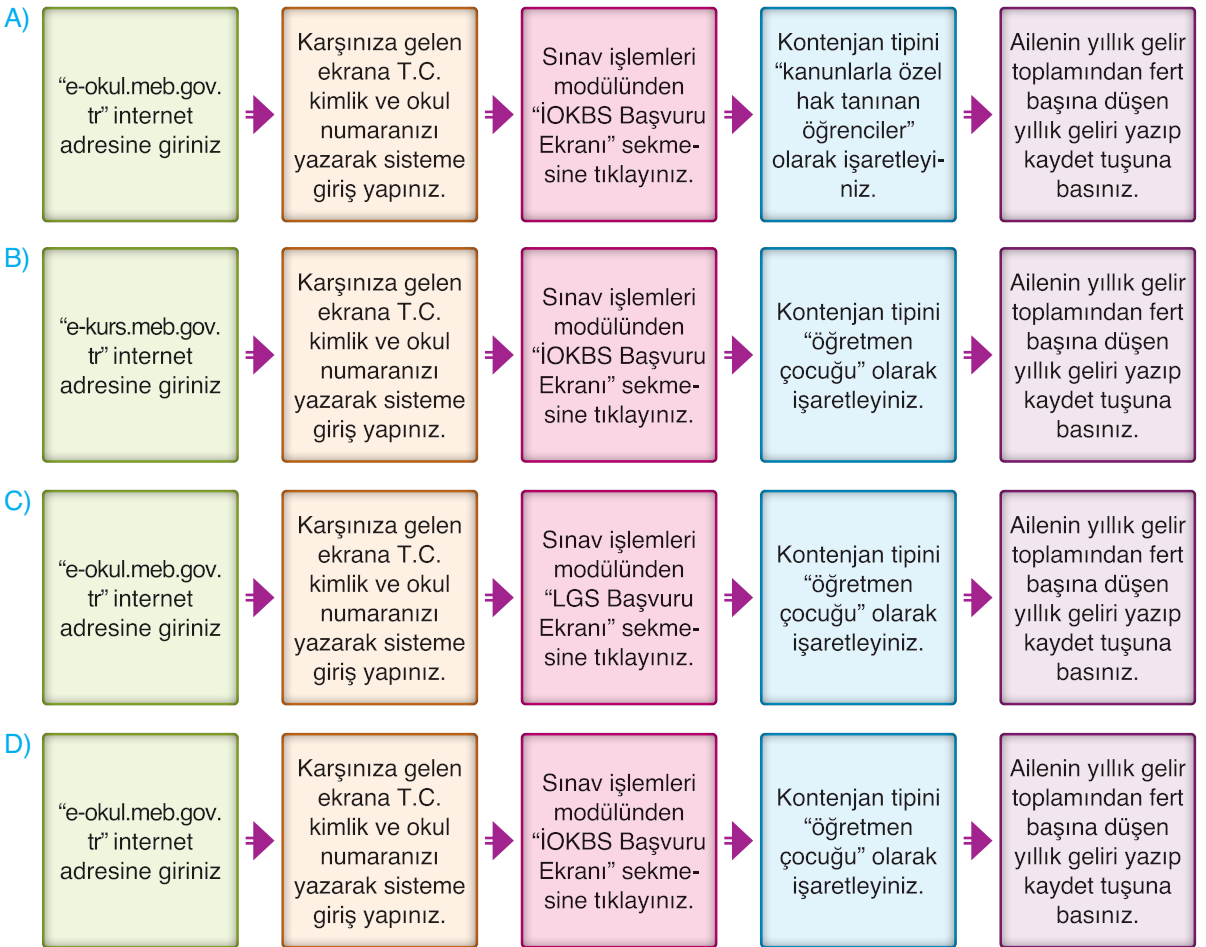 A)
“e-okul.meb.gov.
tr” internet
adresine giriniz
Karşınıza gelen
ekrana T.C.
kimlik ve okul
numaranızı
yazarak sisteme
giriş yapınız.
Sınav işlemleri
modülünden
“İOKBS Başvuru
Ekranı” sekme-
sine tıklayınız.
Kontenjan tipini
“kanunlarla özel
hak tanınan
öğrenciler”
olarak işaretleyi-
niz.
Ailenin yıllık gelir
toplamından fert
başına düşen
yıllık geliri yazıp
kaydet tuşuna
basınız.
B)
“e-kurs.meb.gov.
tr” internet
adresine giriniz
Karşınıza gelen
ekrana T.C.
kimlik ve okul
numaranızı
yazarak sisteme
giriş yapınız.
Sınav işlemleri
modülünden
“İOKBS Başvuru
Ekranı” sekme-
sine tıklayınız.
Kontenjan tipini
“öğretmen
çocuğu” olarak
işaretleyiniz.
Ailenin yıllık gelir
toplamından fert
başına düşen
yıllık geliri yazıp
kaydet tuşuna
basınız.
C)
“e-okul.meb.gov.
tr” internet
adresine giriniz
Karşınıza gelen
ekrana T.C.
kimlik ve okul
numaranızı
yazarak sisteme
giriş yapınız.
Sınav işlemleri
modülünden
“LGS Başvuru
Ekranı” sekme-
sine tıklayınız.
Kontenjan tipini
“öğretmen
çocuğu” olarak
işaretleyiniz.
Ailenin yıllık gelir
toplamından fert
başına düşen
yıllık geliri yazıp
kaydet tuşuna
basınız.
D)
“e-okul.meb.gov.
tr” internet
adresine giriniz
Karşınıza gelen
ekrana T.C.
kimlik ve okul
numaranızı
yazarak sisteme
giriş yapınız.
Sınav işlemleri
modülünden
“İOKBS Başvuru
Ekranı” sekme-
sine tıklayınız.
Kontenjan tipini
“öğretmen
çocuğu” olarak
işaretleyiniz.
Ailenin yıllık gelir
toplamından fert
başına düşen
yıllık geliri yazıp
kaydet tuşuna
basınız.